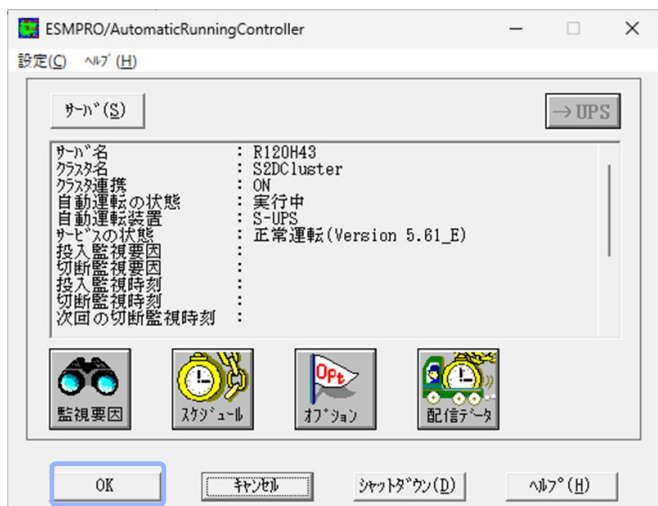 ESMPRO/AutomaticRunningController
設定(C) ﾍﾙﾌﾟ(H)
ｻｰﾊﾞ(S)
→UPS
ｻｰﾊﾞ名 : R120H43
ｸﾗｽﾀ名 : S2DCluster
ｸﾗｽﾀ連携 : ON
自動運転の状態 : 実行中
自動運転装置 : S-UPS
ｻｰﾋﾞｽの状態 : 正常運転(Version 5.61_E)
投入監視要因 :
切断監視要因 :
投入監視時刻 :
切断監視時刻 :
次回の切断監視時刻 :
監視要因
ｽｹｼﾞｭｰﾙ
Opt
ｵﾌﾟｼｮﾝ
配信ﾃﾞｰﾀ
OK
ｷｬﾝｾﾙ
ｼｬｯﾄﾀﾞｳﾝ(D)
ﾍﾙﾌﾟ(H)